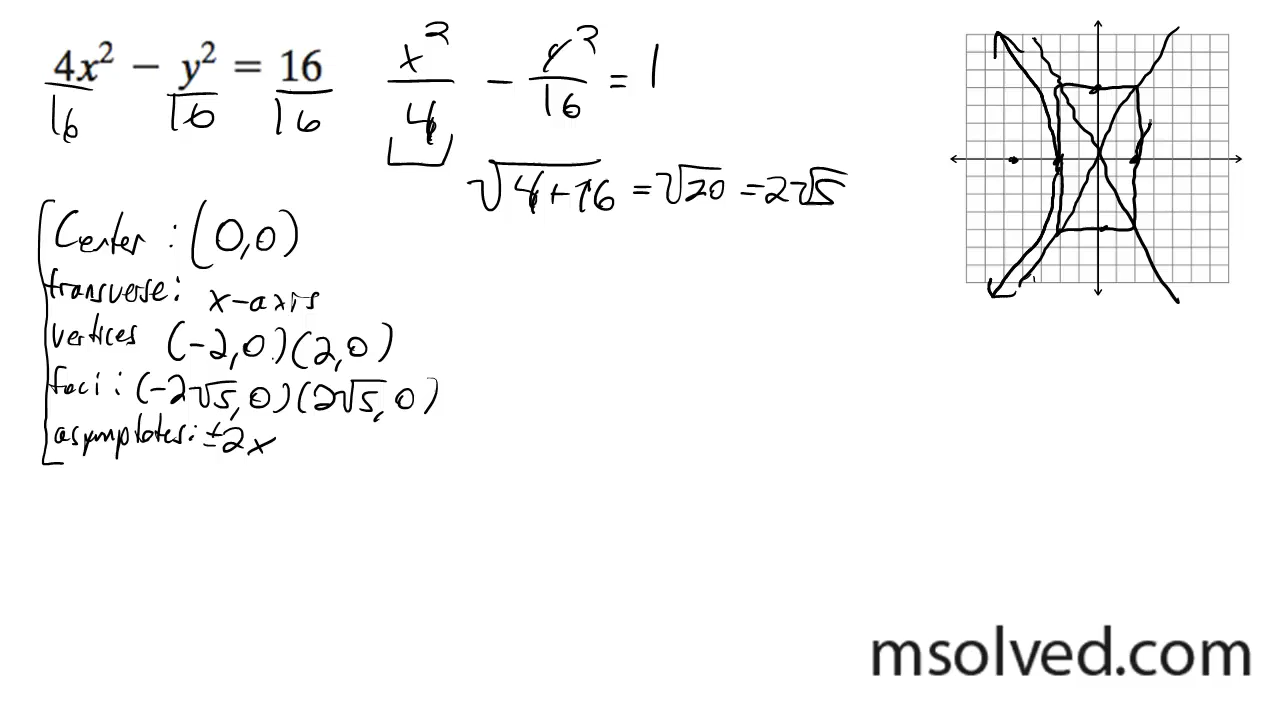 4x² − y² = 16
16 16 16
x²/4 − y²/16 = 1
√4+16 = √20 = 2√5
Center : (0,0)
transverse: x-axis
vertices (-2,0)(2,0)
foci: (-2√5,0)(2√5,0)
asymptotes: ±2x
msolved.com